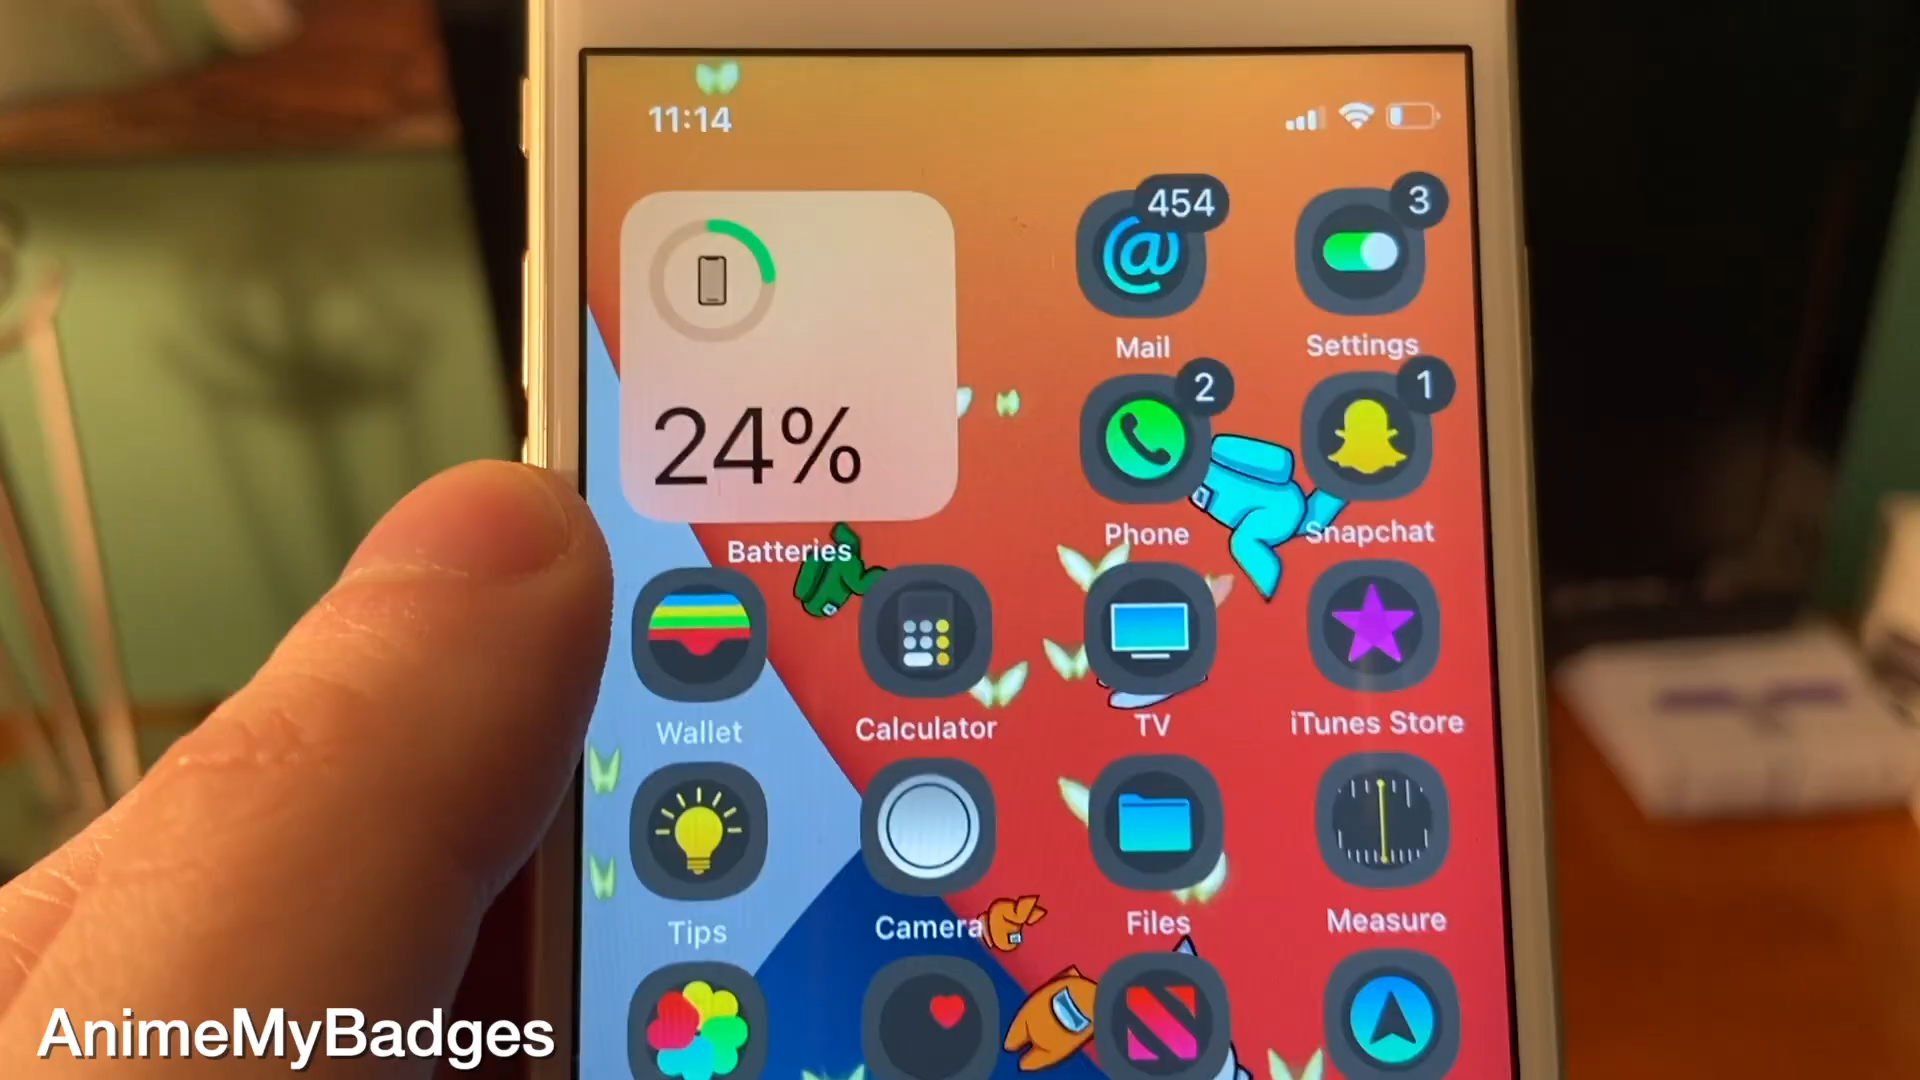 11:14
454
3
Mail
Settings
24%
2
1
Batteries
Phone
Snapchat
Wallet
Calculator
TV
iTunes Store
Tips
Camera
Files
Measure
AnimeMyBadges